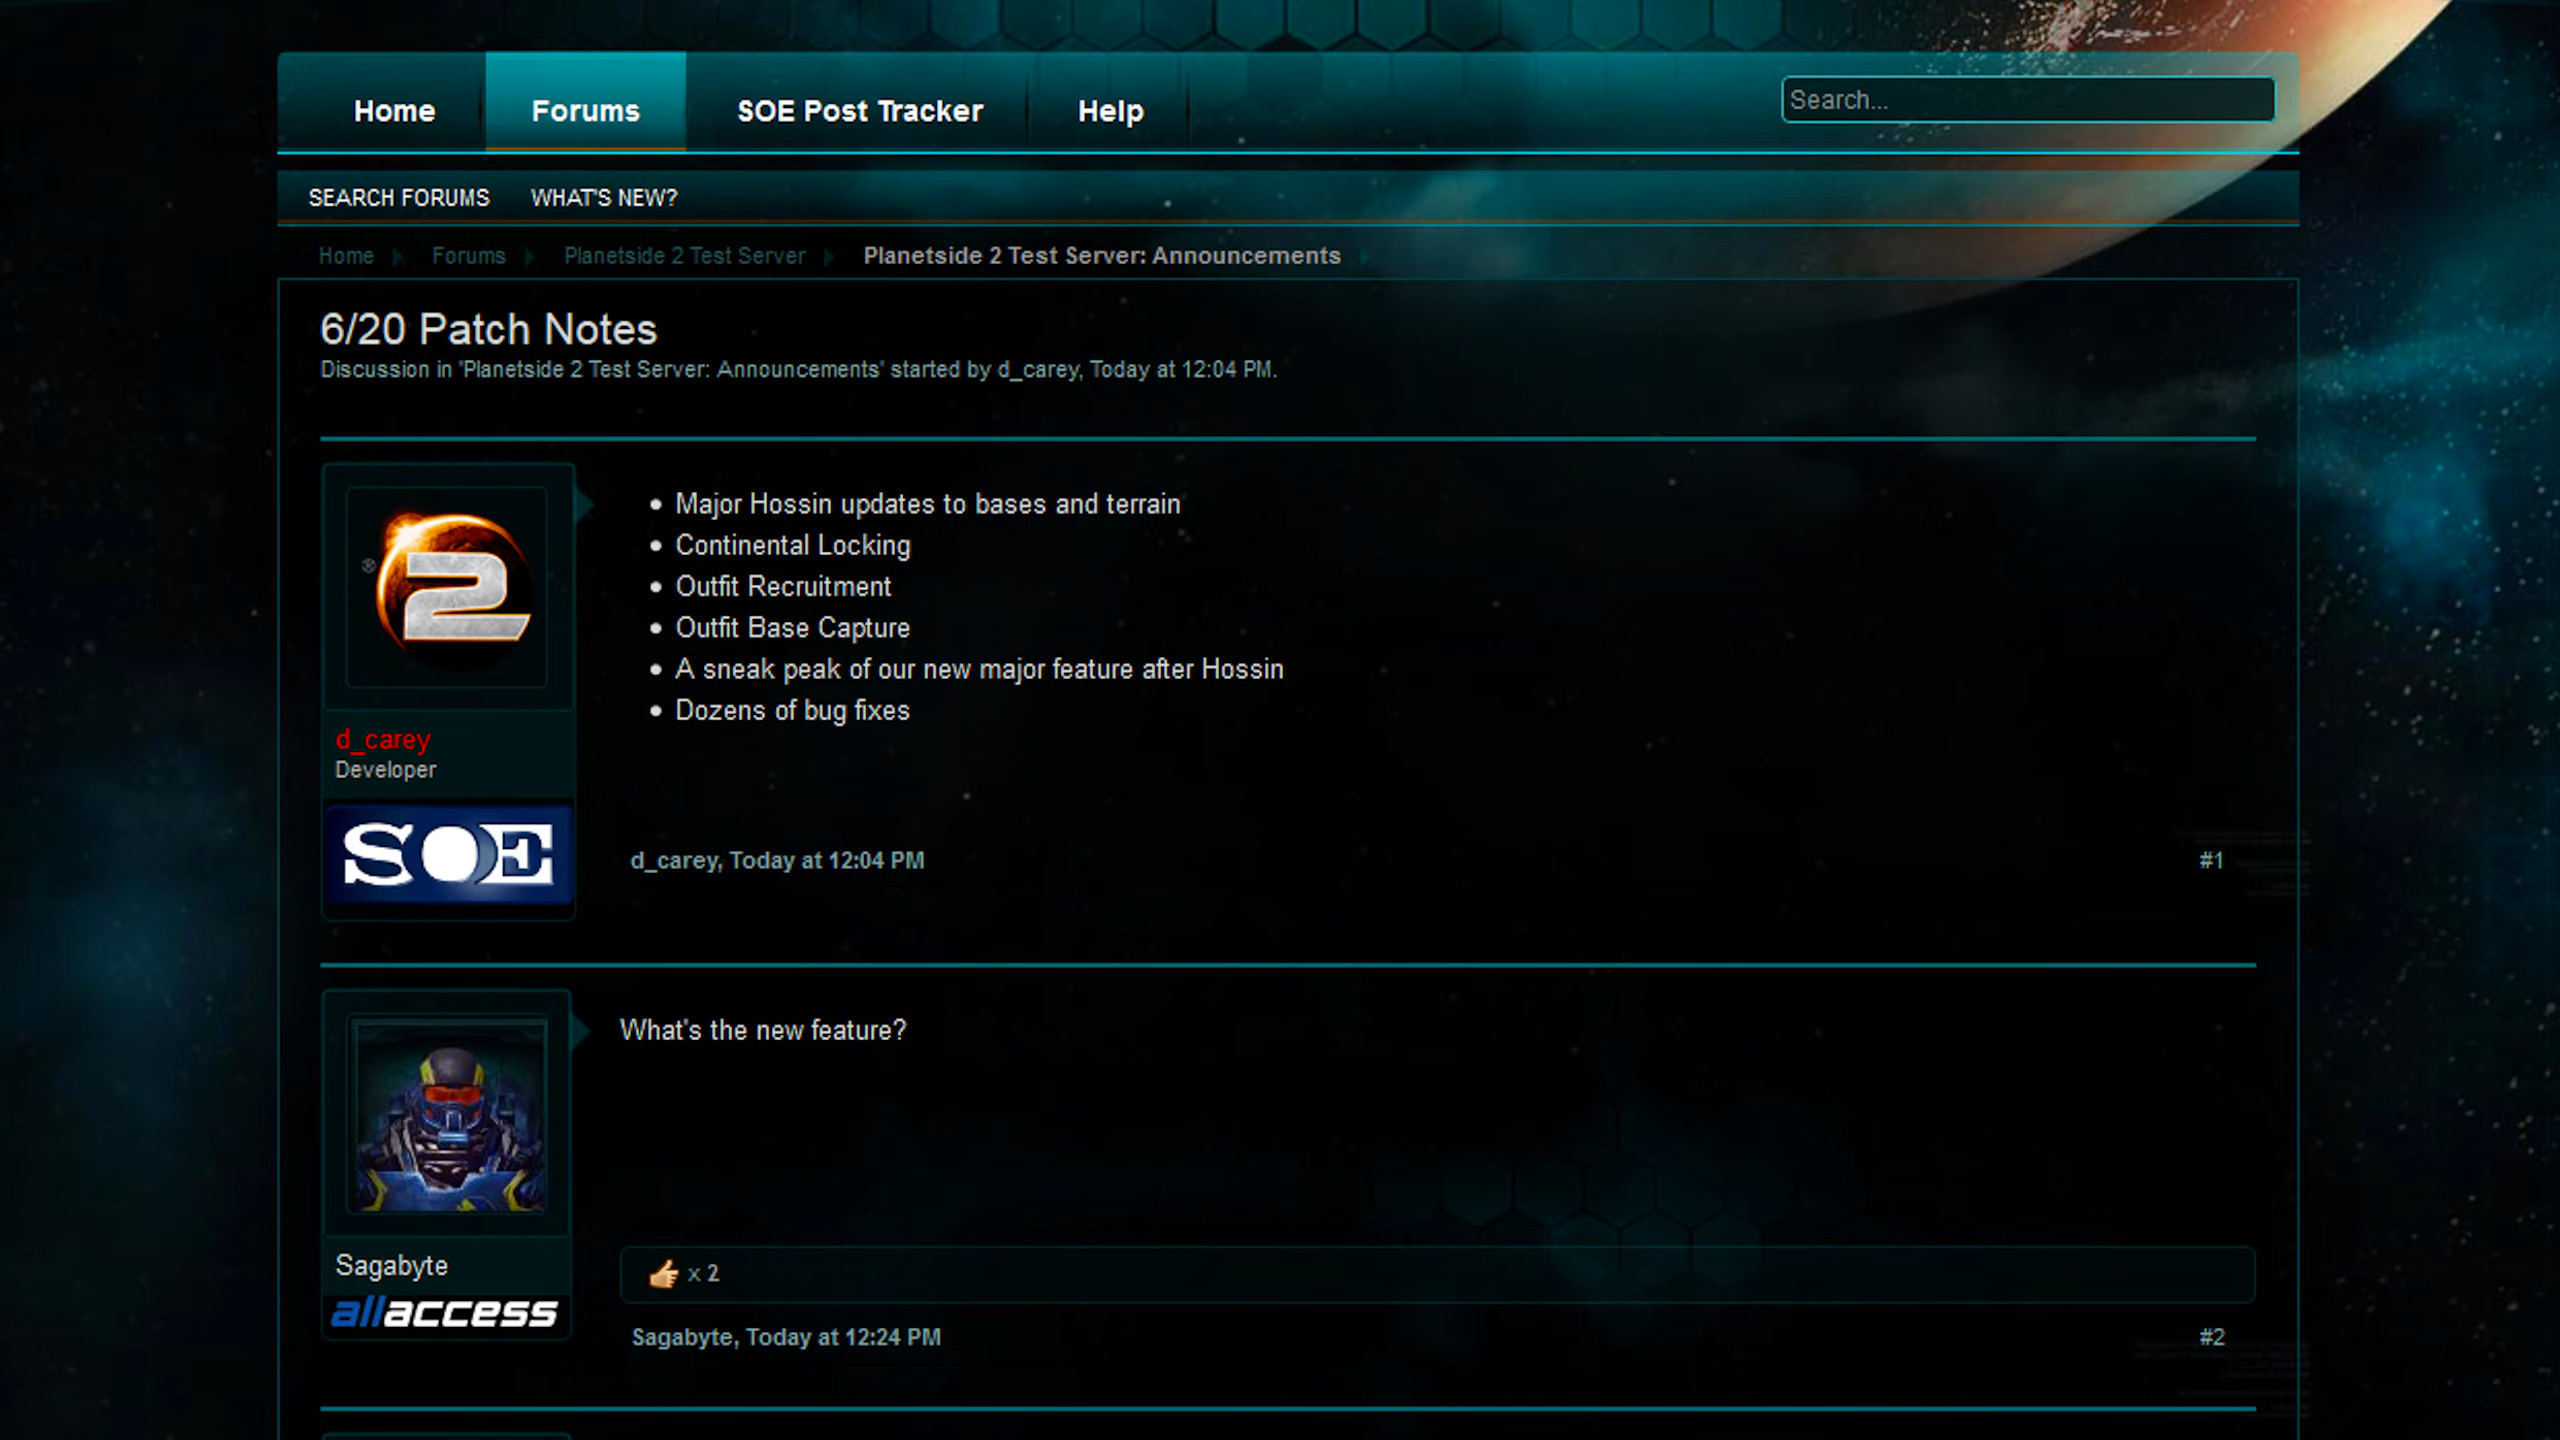 Home
Forums
SOE Post Tracker
Help
Search...
SEARCH FORUMS
WHAT'S NEW?
Home
Forums
Planetside 2 Test Server
Planetside 2 Test Server: Announcements
6/20 Patch Notes
Discussion in 'Planetside 2 Test Server: Announcements' started by d_carey, Today at 12:04 PM.
2
®
• Major Hossin updates to bases and terrain
• Continental Locking
• Outfit Recruitment
• Outfit Base Capture
• A sneak peak of our new major feature after Hossin
• Dozens of bug fixes
d_carey
Developer
SOE
d_carey, Today at 12:04 PM
#1
What's the new feature?
Sagabyte
allaccess
x 2
Sagabyte, Today at 12:24 PM
#2